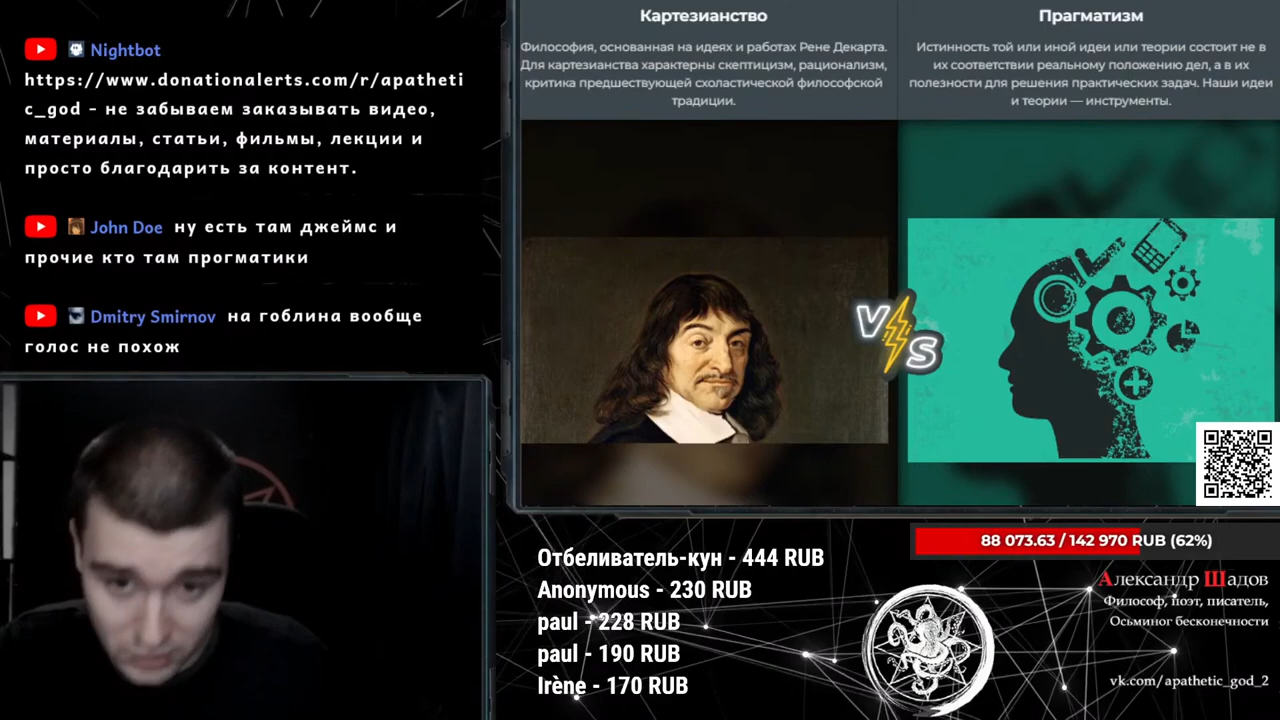 Nightbot
https://www.donationalerts.com/r/apatheti
c_god - не забываем заказывать видео,
материалы, статьи, фильмы, лекции и
просто благодарить за контент.
John Doe ну есть там джеймс и
прочие кто там прогматики
Dmitry Smirnov на гоблина вообще
голос не похож
Картезианство
Философия, основанная на идеях и работах Рене Декарта.
Для картезианства характерны скептицизм, рационализм,
критика предшествующей схоластической философской
традиции.
Прагматизм
Истинность той или иной идеи или теории состоит не в
их соответствии реальному положению дел, а в их
полезности для решения практических задач. Наши идеи
и теории — инструменты.
VS
88 073.63 / 142 970 RUB (62%)
Отбеливатель-кун - 444 RUB
Anonymous - 230 RUB
paul - 228 RUB
paul - 190 RUB
Irène - 170 RUB
Александр Шадов
Философ, поэт, писатель,
Осьминог бесконечности
vk.com/apathetic_god_2